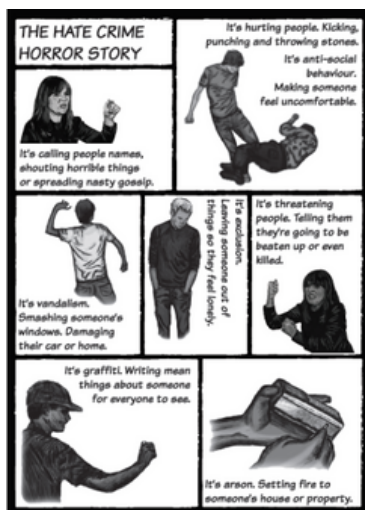 THE HATE CRIME
HORROR STORY
It's calling people names,
shouting horrible things
or spreading nasty gossip.
It's hurting people. Kicking,
punching and throwing stones.
It's anti-social
behaviour.
Making someone
feel uncomfortable.
It's vandalism.
Smashing someone's
windows. Damaging
their car or home.
It's exclusion.
Leaving someone out of
things so they feel lonely.
It's threatening
people. Telling them
they're going to be
beaten up or even
killed.
It's graffiti. Writing mean
things about someone
for everyone to see.
It's arson. Setting fire to
someone's house or property.